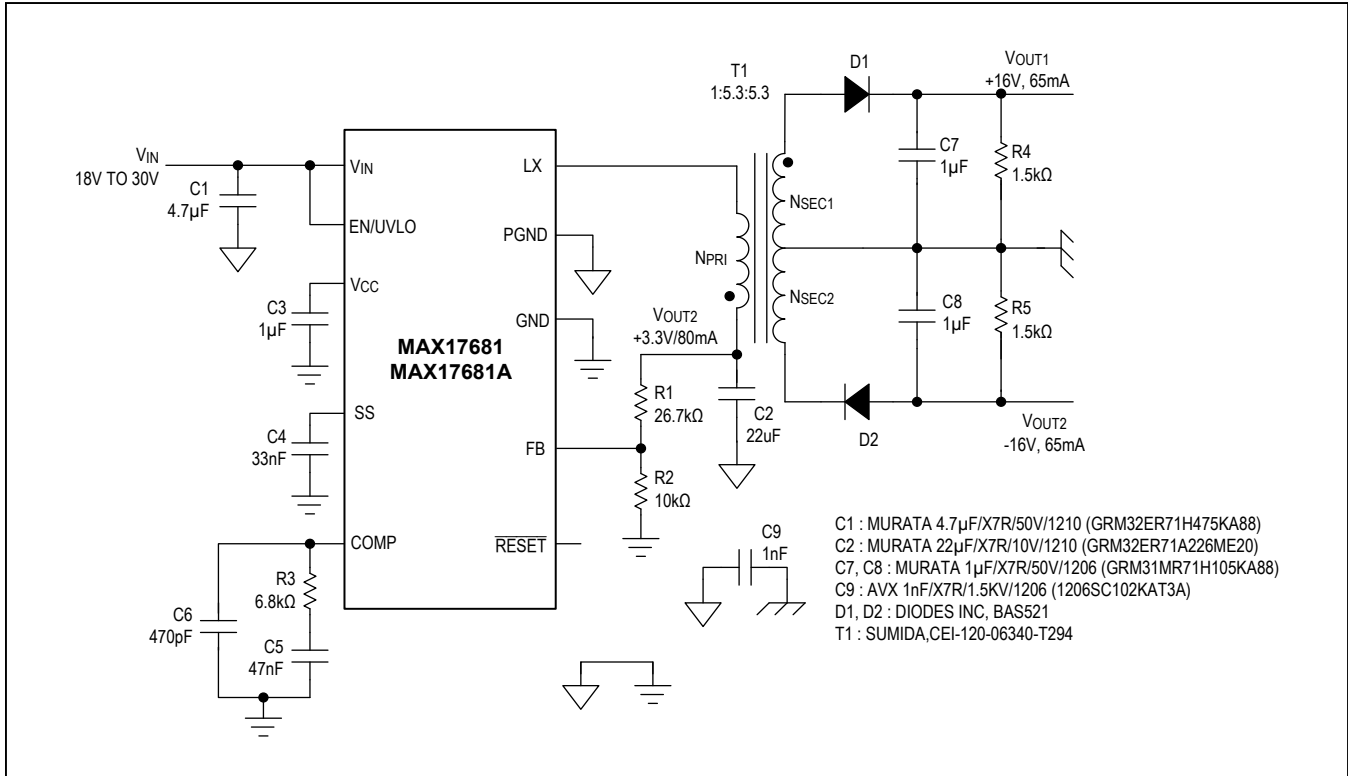 T1
1:5.3:5.3
D1
VOUT1
+16V, 65mA
VIN
18V TO 30V
C1
4.7µF
VIN
LX
EN/UVLO
PGND
VCC
GND
C3
1µF
MAX17681
MAX17681A
SS
C4
33nF
FB
COMP
RESET
R3
6.8kΩ
C6
470pF
C5
47nF
NPRI
NSEC1
NSEC2
C7
1µF
R4
1.5kΩ
C8
1µF
R5
1.5kΩ
VOUT2
+3.3V/80mA
R1
26.7kΩ
C2
22uF
R2
10kΩ
D2
VOUT2
-16V, 65mA
C9
1nF
C1 : MURATA 4.7µF/X7R/50V/1210 (GRM32ER71H475KA88)
C2 : MURATA 22µF/X7R/10V/1210 (GRM32ER71A226ME20)
C7, C8 : MURATA 1µF/X7R/50V/1206 (GRM31MR71H105KA88)
C9 : AVX 1nF/X7R/1.5KV/1206 (1206SC102KAT3A)
D1, D2 : DIODES INC, BAS521
T1 : SUMIDA,CEI-120-06340-T294